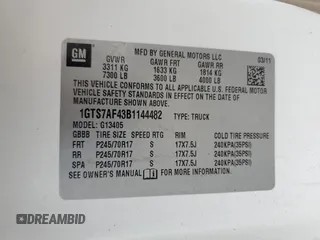 GM
MFD BY GENERAL MOTORS LLC
03/11
GVWR GAWR FRT GAWR RR
3311 KG 1633 KG 1814 KG
7300 LB 3600 LB 4000 LB
THIS VEHICLE CONFORMS TO ALL APPLICABLE U.S. FEDERAL MOTOR VEHICLE SAFETY STANDARDS IN EFFECT ON THE DATE OF MANUFACTURE SHOWN ABOVE.
1GTS7AF43B1144482 TYPE: TRUCK
MODEL: G13405
GBBB TIRE SIZE SPEED RTG RIM COLD TIRE PRESSURE
FRT P245/70R17 S 17X7.5J 240KPA(35PSI)
RR P245/70R17 S 17X7.5J 240KPA(35PSI)
SPA P245/70R17 S 17X7.5J 240KPA(35PSI)
SEE OWNER'S MANUAL FOR MORE INFORMATION.
DREAMBID.COM